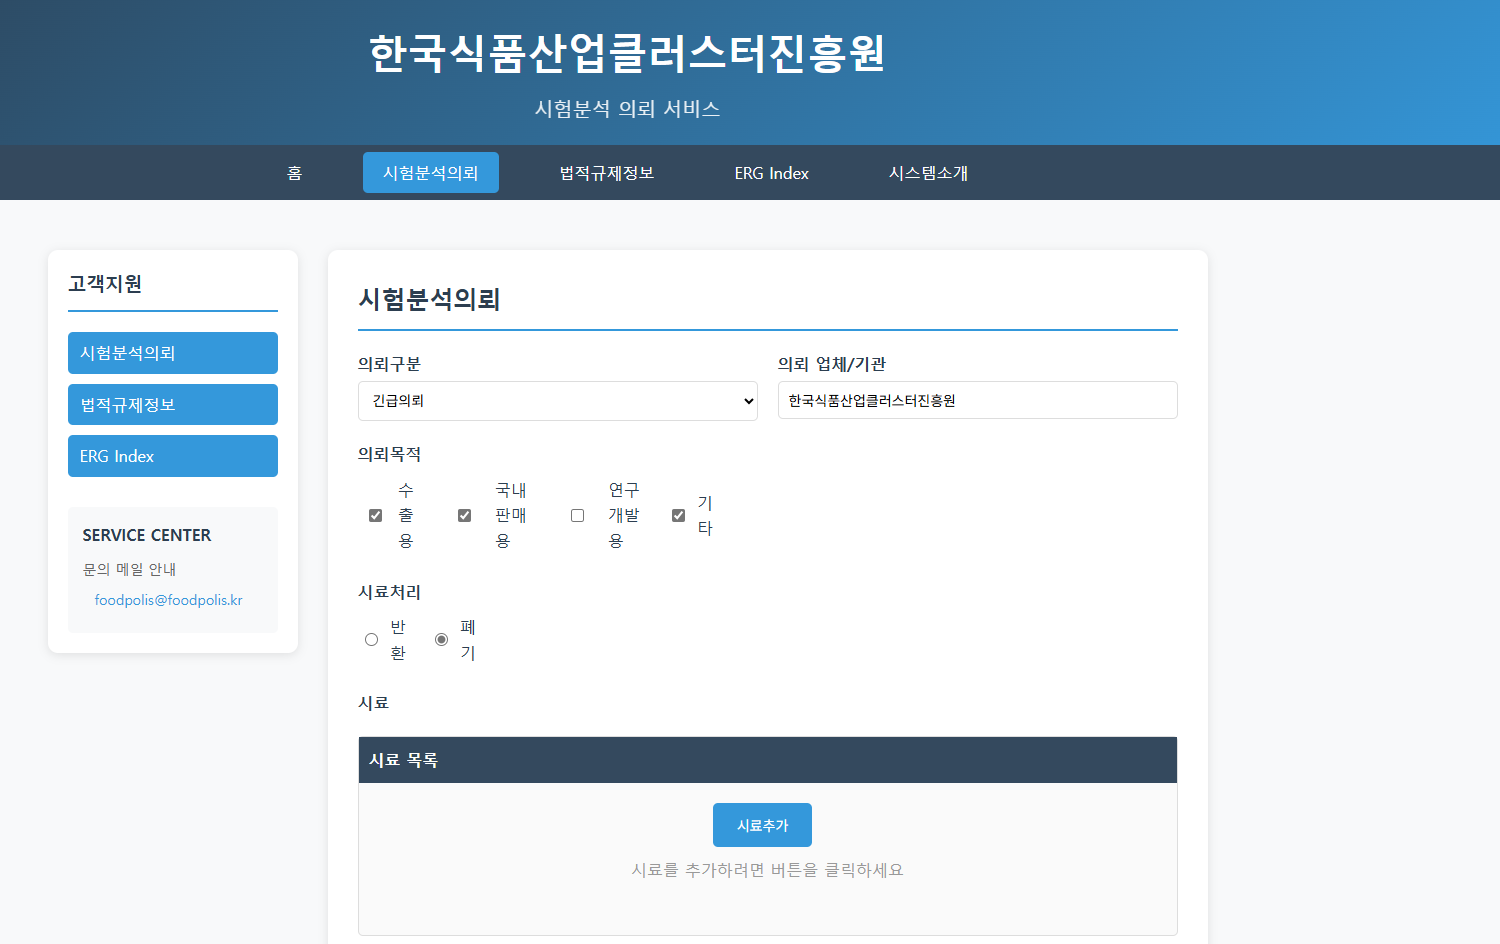 한국식품산업클러스터진흥원
시험분석 의뢰 서비스
홈 시험분석의뢰 법적규제정보 ERG Index 시스템소개
고객지원
시험분석의뢰
법적규제정보
ERG Index
SERVICE CENTER
문의 메일 안내
foodpolis@foodpolis.kr
시험분석의뢰
의뢰구분
긴급의뢰
의뢰 업체/기관
한국식품산업클러스터진흥원
의뢰목적
수
출
용
국내
판매
용
연구
개발
용
기
타
시료처리
반
환
폐
기
시료
시료 목록
시료추가
시료를 추가하려면 버튼을 클릭하세요